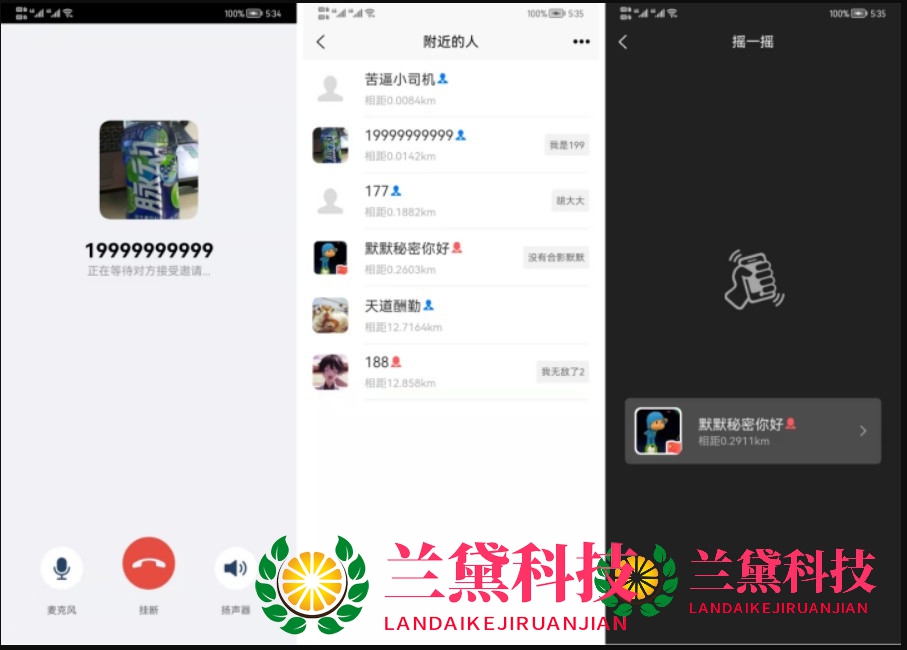 100% 5:34
脉动
19999999999
正在等待对方接受邀请...
麦克风
挂断
扬声器
100% 5:35
附近的人
苦逼小司机
相距0.0084km
19999999999
相距0.0142km
我是199
177
相距0.1882km
胡大大
默默秘密你好
相距0.2603km
没有合影默默
天道酬勤
相距12.7164km
188
相距12.858km
我无敌了2
100% 5:35
摇一摇
默默秘密你好
相距0.2911km
兰黛科技
LANDAIKEJIRUANJIAN
兰黛科技
LANDAIKEJIRUANJIAN